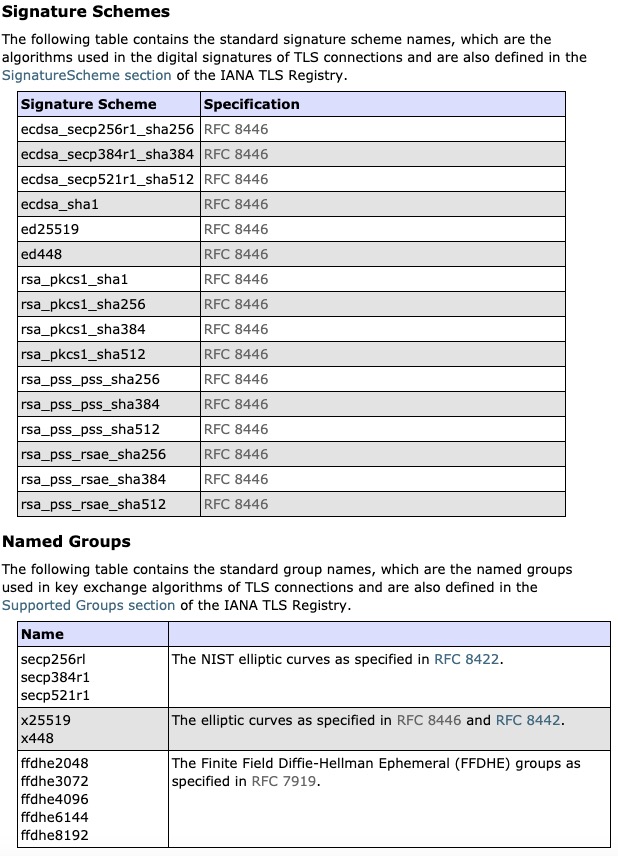 Signature Schemes
The following table contains the standard signature scheme names, which are the
algorithms used in the digital signatures of TLS connections and are also defined in the
SignatureScheme section of the IANA TLS Registry.
Signature Scheme Specification
ecdsa_secp256r1_sha256 RFC 8446
ecdsa_secp384r1_sha384 RFC 8446
ecdsa_secp521r1_sha512 RFC 8446
ecdsa_sha1 RFC 8446
ed25519 RFC 8446
ed448 RFC 8446
rsa_pkcs1_sha1 RFC 8446
rsa_pkcs1_sha256 RFC 8446
rsa_pkcs1_sha384 RFC 8446
rsa_pkcs1_sha512 RFC 8446
rsa_pss_pss_sha256 RFC 8446
rsa_pss_pss_sha384 RFC 8446
rsa_pss_pss_sha512 RFC 8446
rsa_pss_rsae_sha256 RFC 8446
rsa_pss_rsae_sha384 RFC 8446
rsa_pss_rsae_sha512 RFC 8446
Named Groups
The following table contains the standard group names, which are the named groups
used in key exchange algorithms of TLS connections and are also defined in the
Supported Groups section of the IANA TLS Registry.
Name
secp256rl The NIST elliptic curves as specified in RFC 8422.
secp384r1
secp521r1
x25519 The elliptic curves as specified in RFC 8446 and RFC 8442.
x448
ffdhe2048 The Finite Field Diffie-Hellman Ephemeral (FFDHE) groups as
ffdhe3072 specified in RFC 7919.
ffdhe4096
ffdhe6144
ffdhe8192